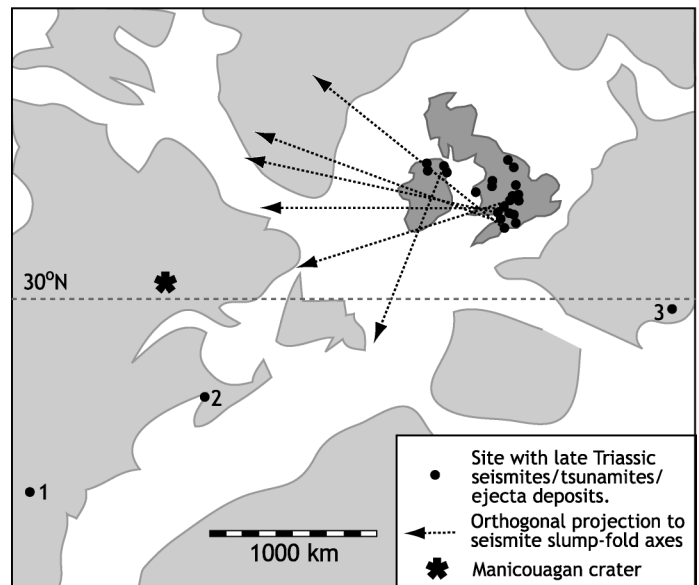 30°N
3
2
1
Site with late Triassic
seismites/tsunamites/
ejecta deposits.
Orthogonal projection to
seismite slump-fold axes
1000 km
Manicouagan crater